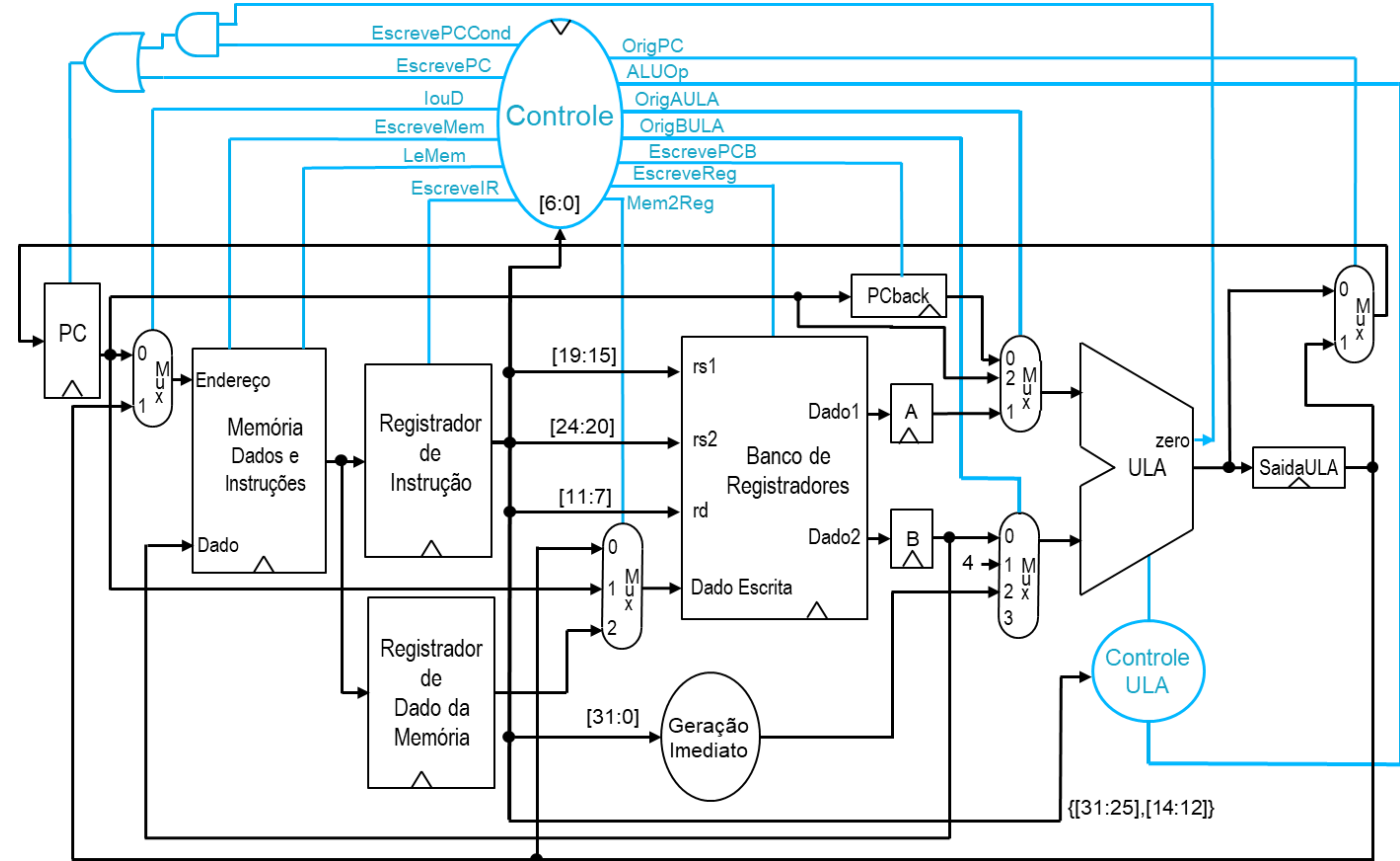 EscrevePCCond
EscrevePC
IouD
EscreveMem
LeMem
EscreveIR
Controle
[6:0]
OrigPC
ALUOp
OrigAULA
OrigBULA
EscrevePCB
EscreveReg
Mem2Reg
PC
0
1
Mux
Endereço
Memória
Dados e
Instruções
Dado
Registrador
de
Instrução
Registrador
de
Dado da
Memória
[19:15]
[24:20]
[11:7]
[31:0]
0
1
2
Mux
rs1
rs2
rd
Dado Escrita
Dado1
Dado2
Banco de
Registradores
Geração
Imediato
PCback
A
B
4
0
2
1
Mux
0
1
2
3
Mux
zero
ULA
SaidaULA
0
1
Mux
Controle
ULA
{[31:25],[14:12]}